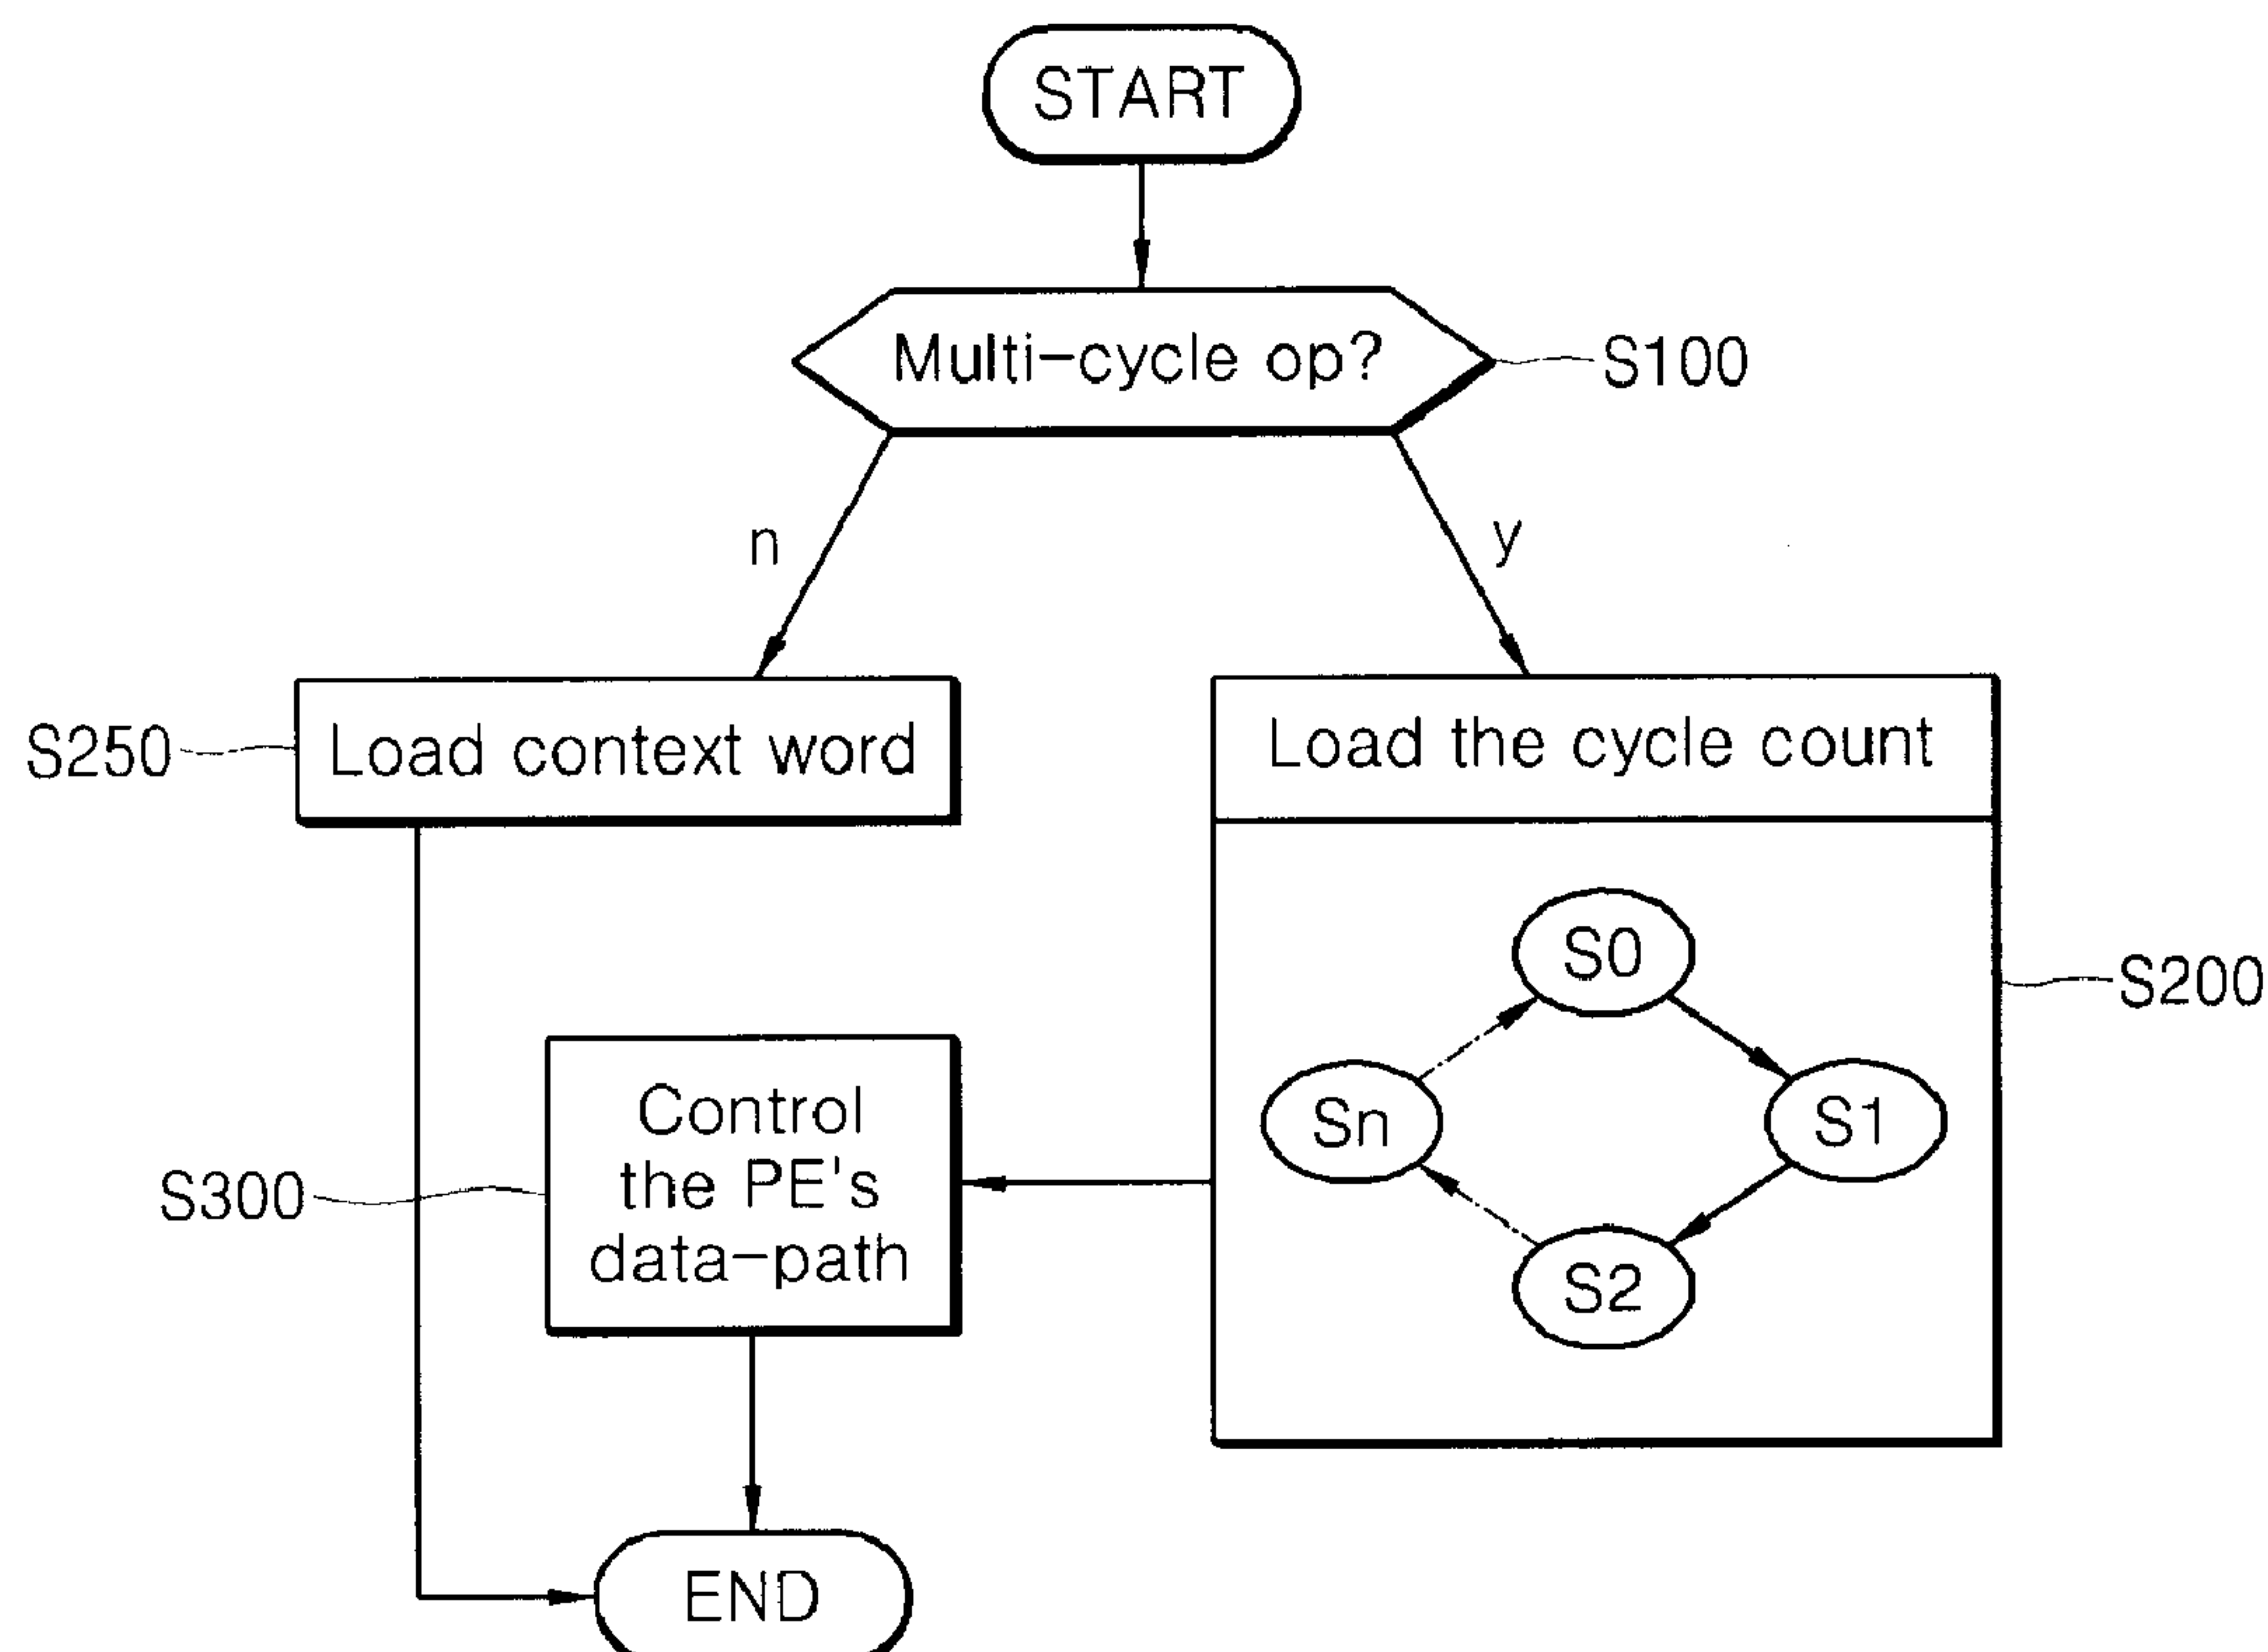 START
Multi-cycle op?
S100
n
y
S250
Load context word
Load the cycle count
S0
S200
Sn
S1
S2
Control
the PE's
data-path
S300
END